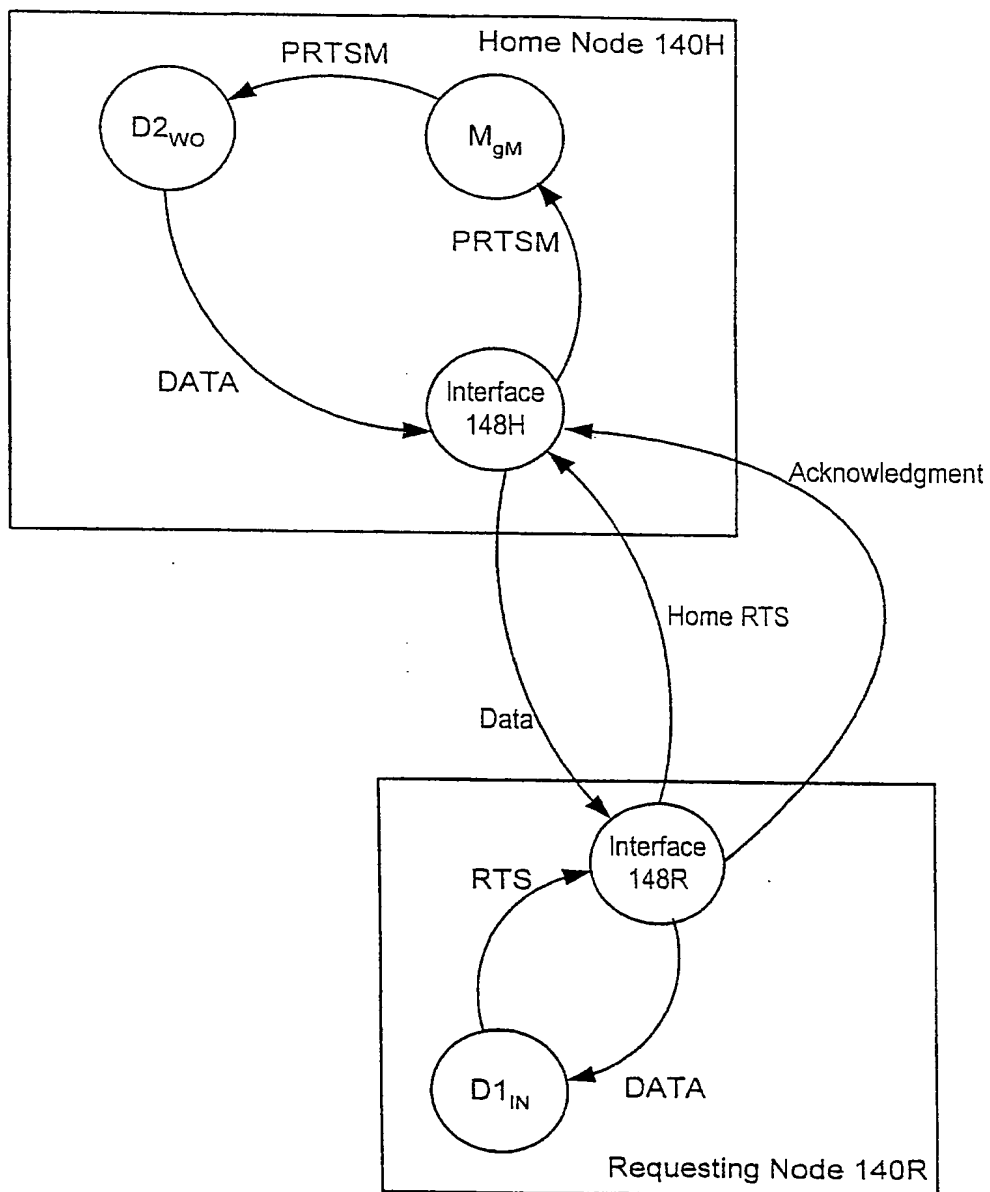 Home Node 140H
PRTSM
D2WO
MgM
PRTSM
DATA
Interface
148H
Acknowledgment
Home RTS
Data
Interface
148R
RTS
D1IN
DATA
Requesting Node 140R